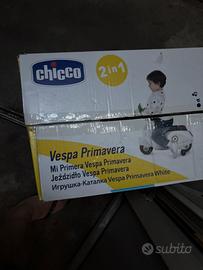 chicco
2in1
Vespa Primavera
Mi Primera Vespa Primavera
Jeździdło Vespa Primavera
Игрушка-Каталка Vespa Primavera White
subito